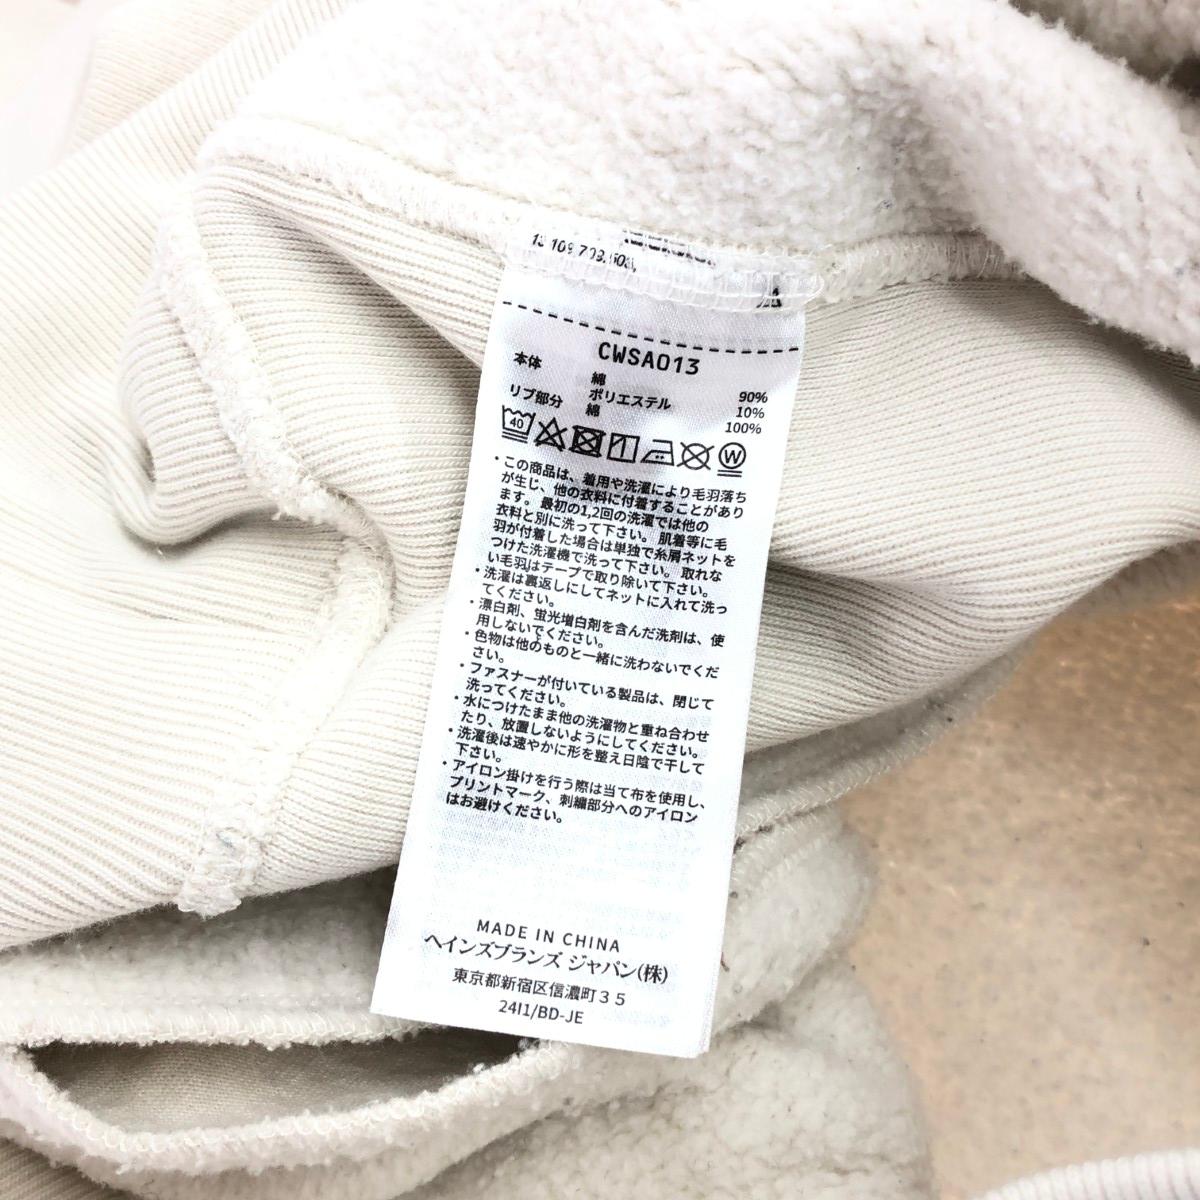 CWSA013
本体 綿 90%
ポリエステル 10%
リブ部分 綿 100%
40 W
・この商品は、着用や洗濯により毛羽落ち
が生じ、他の衣料に付着することがあり
ます。最初の1,2回の洗濯では他の
衣料と別に洗って下さい。肌着等に毛
羽が付着した場合は単独で糸屑ネットを
つけた洗濯機で洗って下さい。取れな
い毛羽はテープで取り除いて下さい。
・洗濯は裏返しにしてネットに入れて洗っ
てください。
・漂白剤、蛍光増白剤を含んだ洗剤は、使
用しないでください。
・色物は他のものと一緒に洗わないでくだ
さい。
・ファスナーが付いている製品は、閉じて
洗ってください。
・水につけたまま他の洗濯物と重ね合わせ
たり、放置しないようにしてください。
・洗濯後は速やかに形を整え日陰で干して
下さい。
・アイロン掛けを行う際は当て布を使用し、
プリントマーク、刺繍部分へのアイロン
はお避けください。
MADE IN CHINA
ヘインズブランズ ジャパン(株)
東京都新宿区信濃町35
24I1/BD-JE